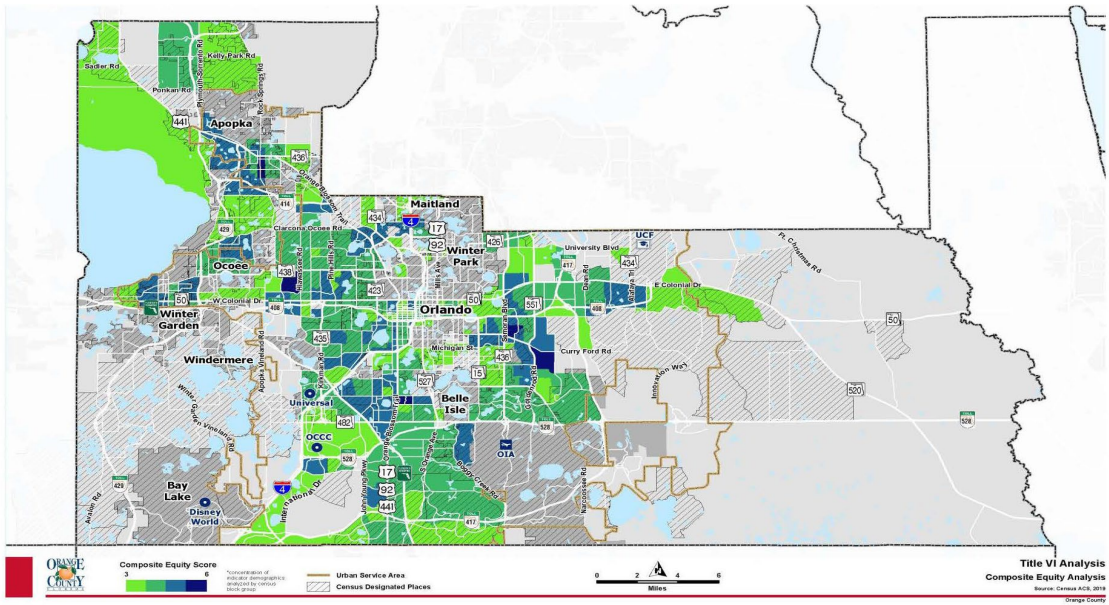 Kelly Park Rd
Sadler Rd
Plymouth-Sorrento Rd
Ponkan Rd
Rock Springs Rd
441
Apopka
436
Orange Blossom Trail
414
Maitland
434
4
429
Clarcona Ocoee Rd
17
92
426
UCF
University Blvd
Ft. Christmas Rd
Winter
Park
417
434
Ocoee
438
Hiawassee Rd
Pine Hills Rd
Mills Ave
Dean Rd
423
E Colonial Dr
50
W Colonial Dr
408
Orlando
50
Semoran Blvd
551
408
50
Winter
Garden
435
Michigan St
436
Curry Ford Rd
Windermere
Apopka Vineland Rd
Kirkman Rd
527
15
Goldenrod Rd
Innovation Way
520
Universal
Belle
Isle
Winter Garden Vineland Rd
482
Orange Blossom Trail
528
528
OCCC
OIA
528
S Orange Ave
Boggy Creek Rd
17
92
441
John Young Pkwy
Bay
Lake
429
4
International Dr
Avalon Rd
Disney
World
417
Narcoossee Rd
ORANGE
COUNTY
FLORIDA
Composite Equity Score
3
6
*concentration of
indicator demographics
analyzed by census
block group
Urban Service Area
Census Designated Places
0
2
4
6
Miles
Title VI Analysis
Composite Equity Analysis
Source: Census ACS, 2019
Orange County